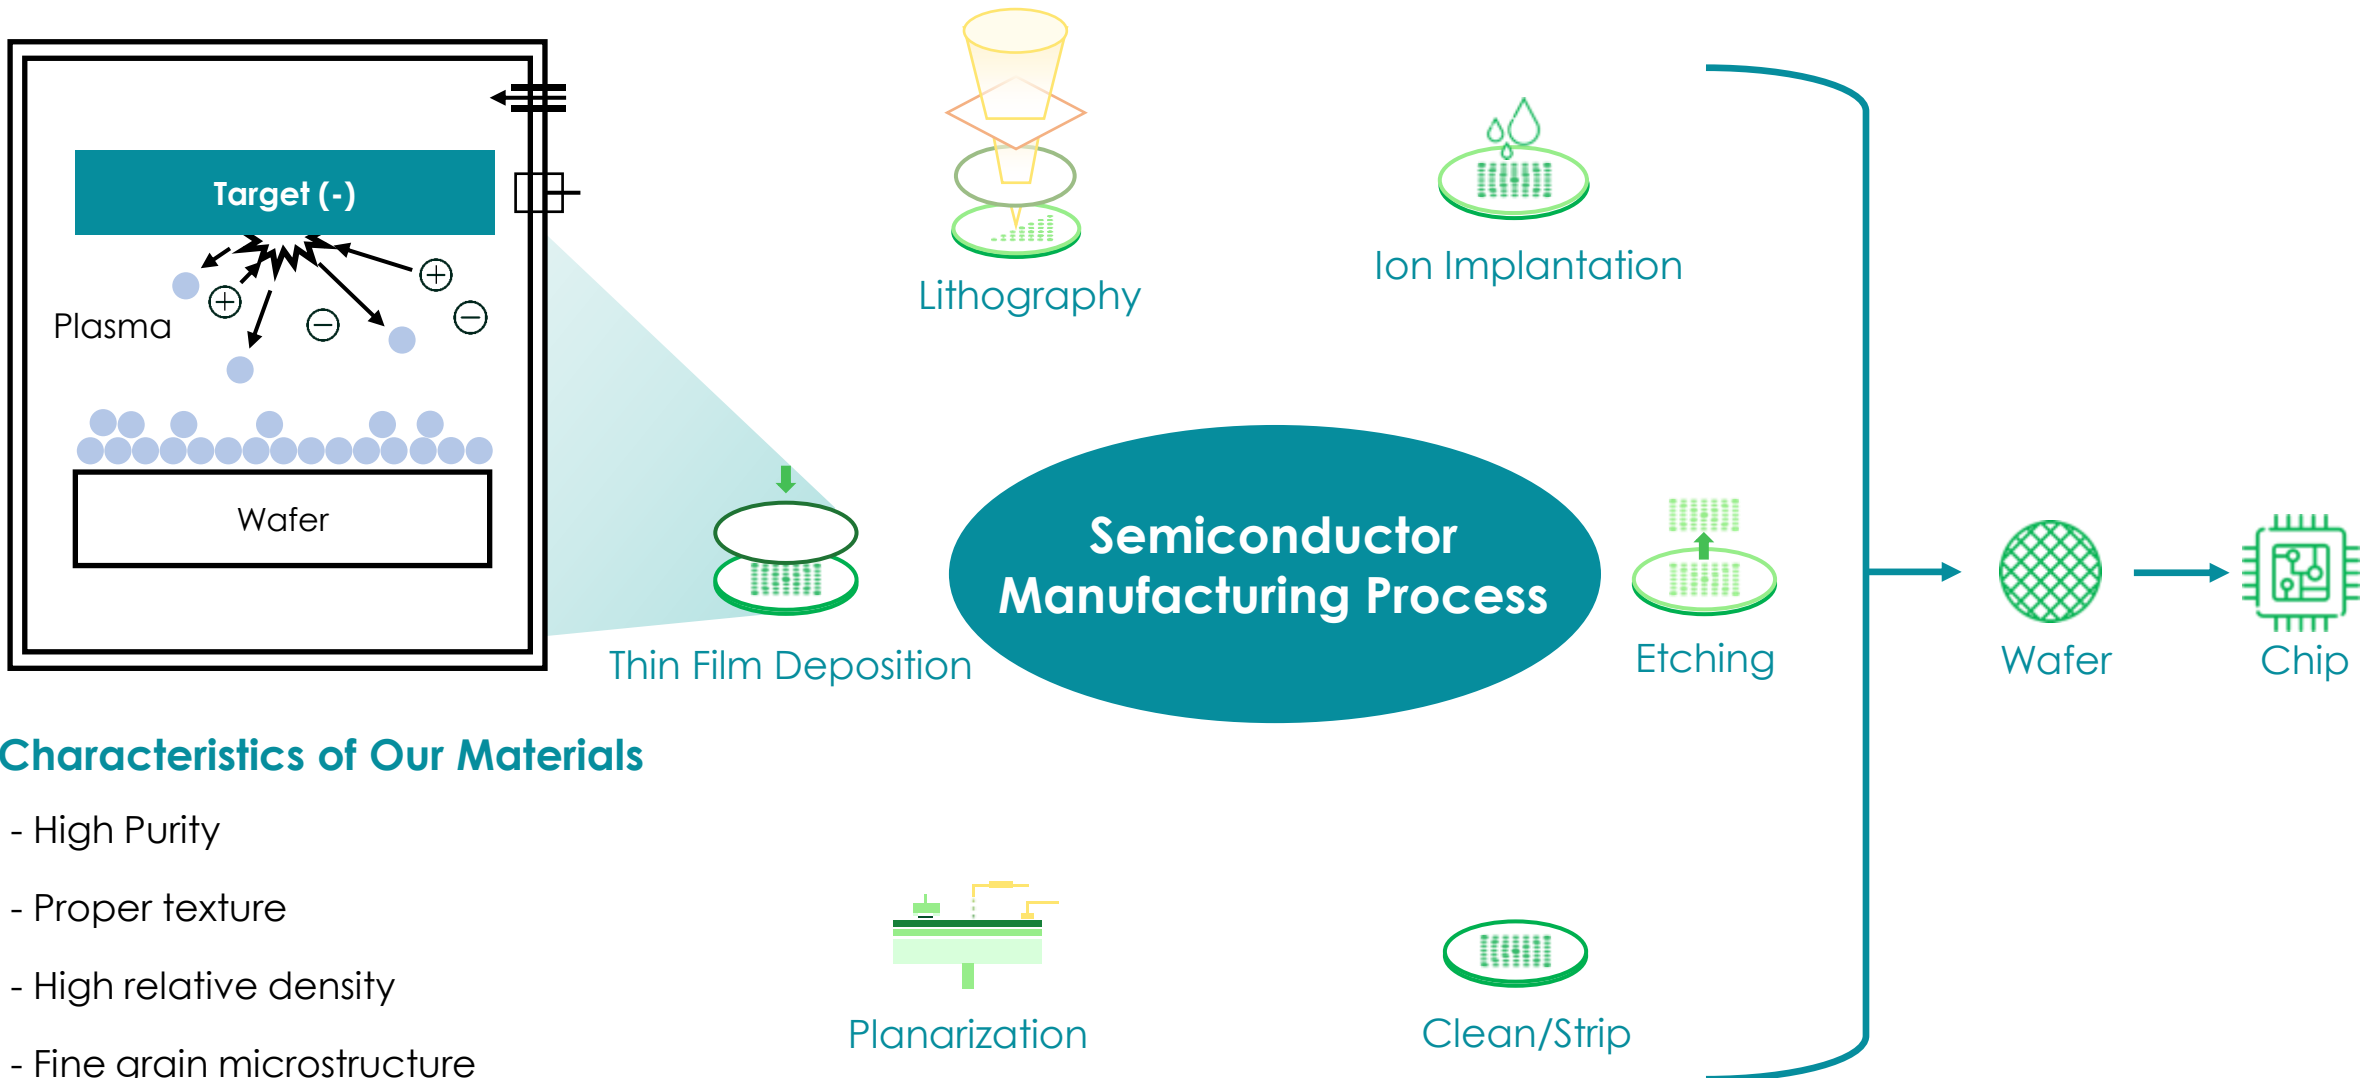 Target (-)
Plasma
Wafer
Lithography
Ion Implantation
Thin Film Deposition
Semiconductor
Manufacturing Process
Etching
Wafer
Chip
Planarization
Clean/Strip
Characteristics of Our Materials
- High Purity
- Proper texture
- High relative density
- Fine grain microstructure